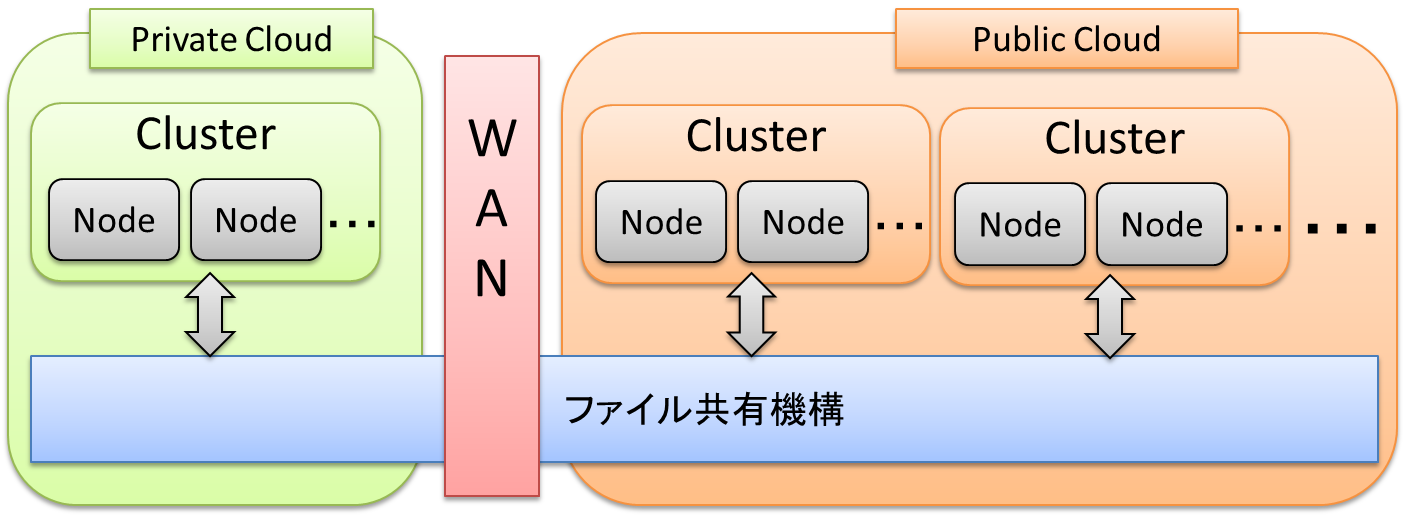 Private Cloud
Cluster
Node Node ...
WAN
Public Cloud
Cluster
Node Node ...
Cluster
Node Node ...
...
ファイル共有機構